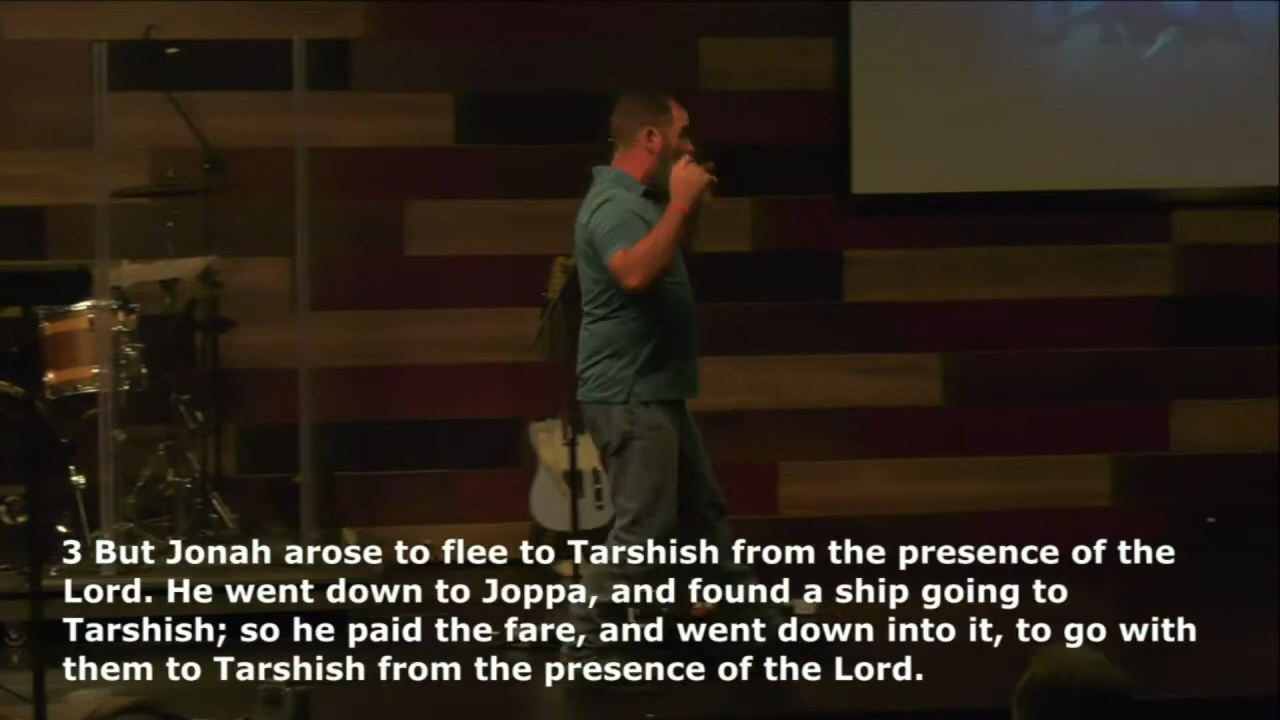 3 But Jonah arose to flee to Tarshish from the presence of the
Lord. He went down to Joppa, and found a ship going to
Tarshish; so he paid the fare, and went down into it, to go with
them to Tarshish from the presence of the Lord.